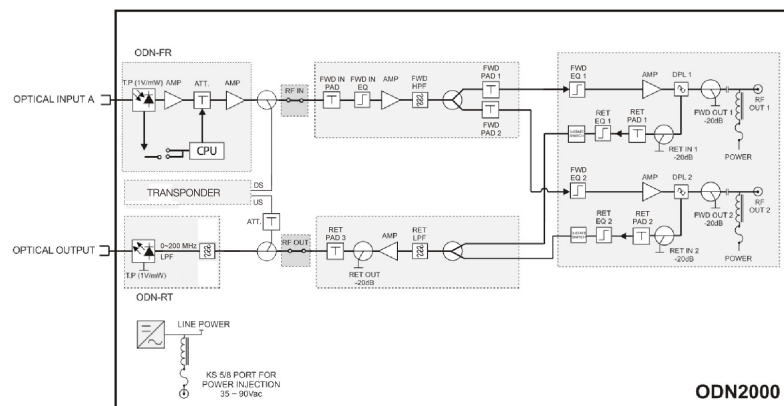 ODN-FR
T.P (1V/mW)
AMP
ATT.
AMP
OPTICAL INPUT A
CPU
RF IN
FWD IN
PAD
FWD IN
EQ
AMP
FWD
HPF
FWD
PAD 1
FWD
PAD 2
FWD
EQ 1
AMP
DPL 1
FWD OUT 1
-20dB
RF
OUT 1
RET
EQ 1
RET
PAD 1
RET IN 1
-20dB
POWER
FWD
EQ 2
AMP
DPL 2
FWD OUT 2
-20dB
RF
OUT 2
RET
EQ 2
RET
PAD 2
RET IN 2
-20dB
POWER
TRANSPONDER
DS
US
ATT.
OPTICAL OUTPUT
0~200 MHz
LPF
T.P (1V/mW)
ODN-RT
RF OUT
RET
PAD 3
RET OUT
-20dB
AMP
RET
LPF
LINE POWER
KS 5/8 PORT FOR
POWER INJECTION
35 ~ 90Vac
ODN2000